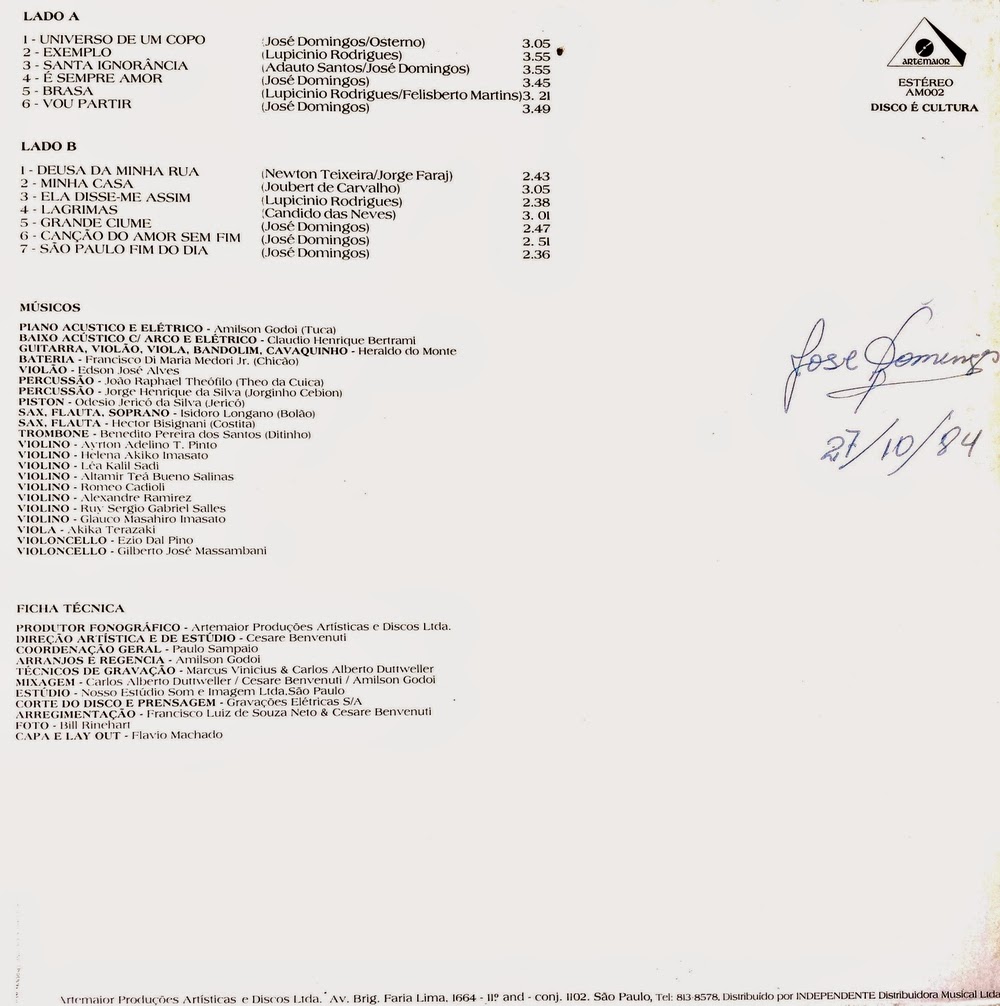 LADO A
1 - UNIVERSO DE UM COPO (José Domingos/Osterno) 3.05
2 - EXEMPLO (Lupicinio Rodrigues) 3.55
3 - SANTA IGNORÂNCIA (Adauto Santos/José Domingos) 3.55
4 - É SEMPRE AMOR (José Domingos) 3.45
5 - BRASA (Lupicinio Rodrigues/Felisberto Martins) 3. 21
6 - VOU PARTIR (José Domingos) 3.49
ARTEMAIOR
ESTÉREO
AM002
DISCO É CULTURA
LADO B
1 - DEUSA DA MINHA RUA (Newton Teixeira/Jorge Faraj) 2.43
2 - MINHA CASA (Joubert de Carvalho) 3.05
3 - ELA DISSE-ME ASSIM (Lupicinio Rodrigues) 2.38
4 - LAGRIMAS (Candido das Neves) 3. 01
5 - GRANDE CIUME (José Domingos) 2.47
6 - CANÇÃO DO AMOR SEM FIM (José Domingos) 2. 51
7 - SÃO PAULO FIM DO DIA (José Domingos) 2.36
MÚSICOS
PIANO ACUSTICO E ELÉTRICO - Amilson Godoi (Tuca)
BAIXO ACÚSTICO C/ ARCO E ELÉTRICO - Claudio Henrique Bertrami
GUITARRA, VIOLÃO, VIOLA, BANDOLIM, CAVAQUINHO - Heraldo do Monte
BATERIA - Francisco Di Maria Medori Jr. (Chicão)
VIOLÃO - Edson José Alves
PERCUSSÃO - João Raphael Theófilo (Theo da Cuica)
PERCUSSÃO - Jorge Henrique da Silva (Jorginho Cebion)
PISTON - Odesio Jericó da Silva (Jericó)
SAX, FLAUTA, SOPRANO - Isidoro Longano (Bolão)
SAX, FLAUTA - Hector Bisignani (Costita)
TROMBONE - Benedito Pereira dos Santos (Ditinho)
VIOLINO - Ayrton Adelino T. Pinto
VIOLINO - Helena Akiko Imasato
VIOLINO - Léa Kalil Sadi
VIOLINO - Altamir Teá Bueno Salinas
VIOLINO - Romeo Cadioli
VIOLINO - Alexandre Ramirez
VIOLINO - Ruy Sergio Gabriel Salles
VIOLINO - Glauco Masahiro Imasato
VIOLA - Akika Terazaki
VIOLONCELLO - Ezio Dal Pino
VIOLONCELLO - Gilberto José Massambani
José Domingos
27/10/84
FICHA TÉCNICA
PRODUTOR FONOGRÁFICO - Artemaior Produções Artísticas e Discos Ltda.
DIREÇÃO ARTÍSTICA E DE ESTÚDIO - Cesare Benvenuti
COORDENAÇÃO GERAL - Paulo Sampaio
ARRANJOS E REGENCIA - Amilson Godoi
TÉCNICOS DE GRAVAÇÃO - Marcus Vinicius & Carlos Alberto Duttweller
MIXAGEM - Carlos Alberto Duttweller / Cesare Benvenuti / Amilson Godoi
ESTÚDIO - Nosso Estúdio Som e Imagem Ltda.São Paulo
CORTE DO DISCO E PRENSAGEM - Gravações Elétricas S/A
ARREGIMENTAÇÃO - Francisco Luiz de Souza Neto & Cesare Benvenuti
FOTO - Bill Rinehart
CAPA E LAY OUT - Flavio Machado
Artemaior Produções Artísticas e Discos Ltda. Av. Brig. Faria Lima, 1664 - 11º and - conj. 1102. São Paulo, Tel: 813-8578. Distribuído por INDEPENDENTE Distribuidora Musical Ltda